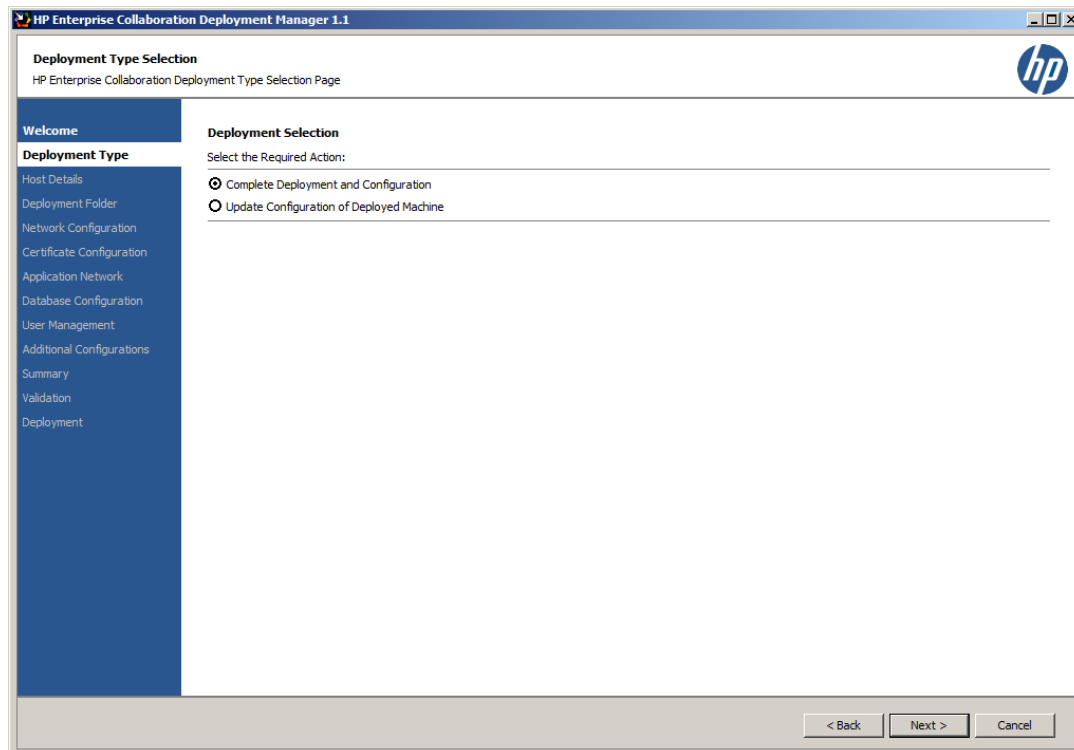 HP Enterprise Collaboration Deployment Manager 1.1
Deployment Type Selection
HP Enterprise Collaboration Deployment Type Selection Page
hp
Welcome
Deployment Type
Host Details
Deployment Folder
Network Configuration
Certificate Configuration
Application Network
Database Configuration
User Management
Additional Configurations
Summary
Validation
Deployment
Deployment Selection
Select the Required Action:
Complete Deployment and Configuration
Update Configuration of Deployed Machine
< Back
Next >
Cancel